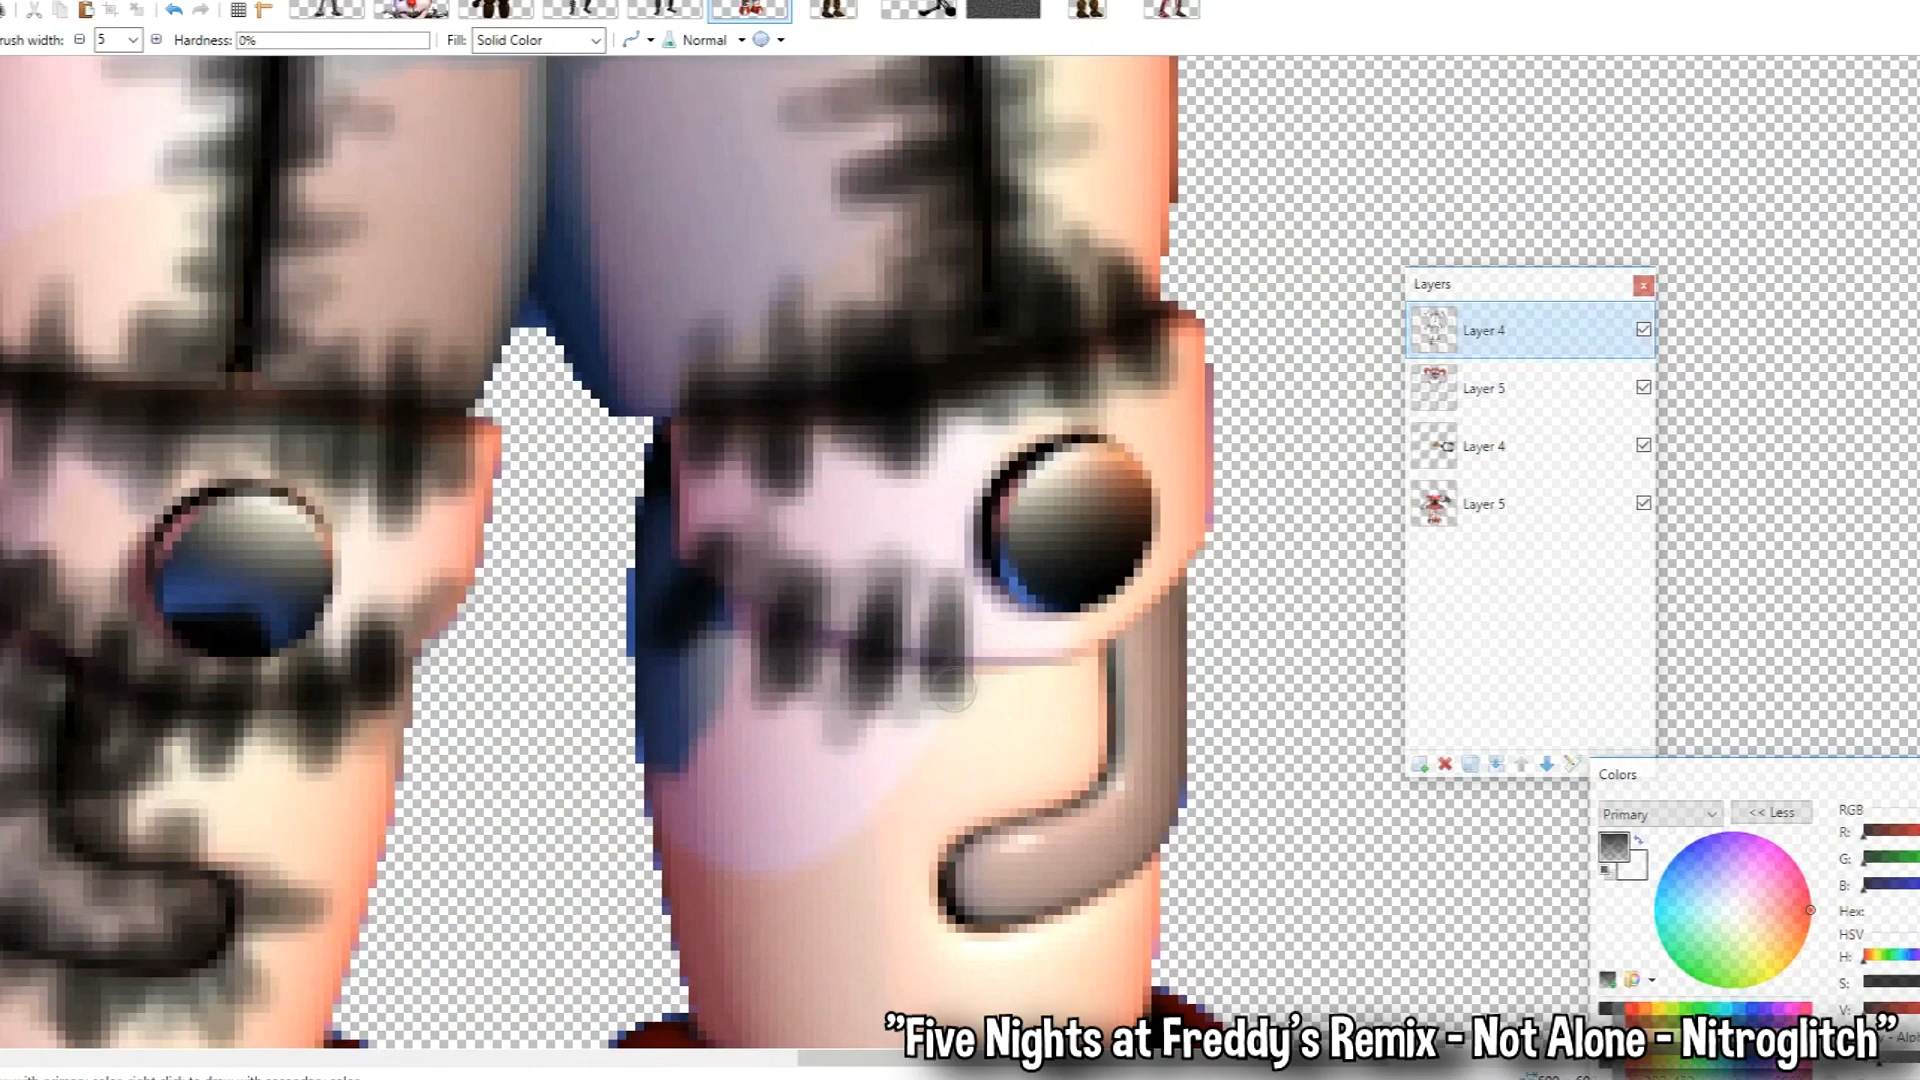 rush width: 5 Hardness: 0% Fill: Solid Color Normal
Layers
Layer 4
Layer 5
Layer 4
Layer 5
Colors
Primary << Less RGB
R:
G:
B:
Hex:
HSV
H:
S:
V:
"Five Nights at Freddy's Remix - Not Alone - Nitroglitch"